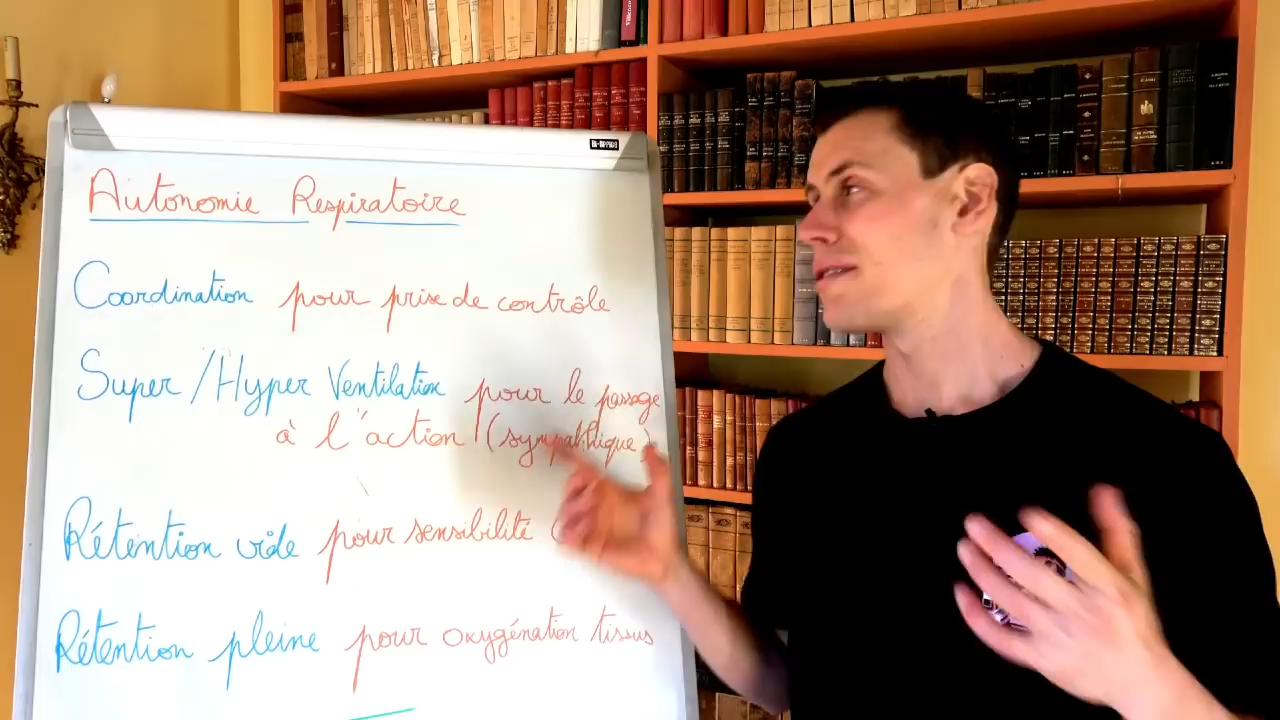 Autonomie Respiratoire
Coordination pour prise de contrôle
Super / Hyper Ventilation pour le passage
à l'action (sympathique)
Rétention vide pour sensibilité (
Rétention pleine pour oxygénation tissus